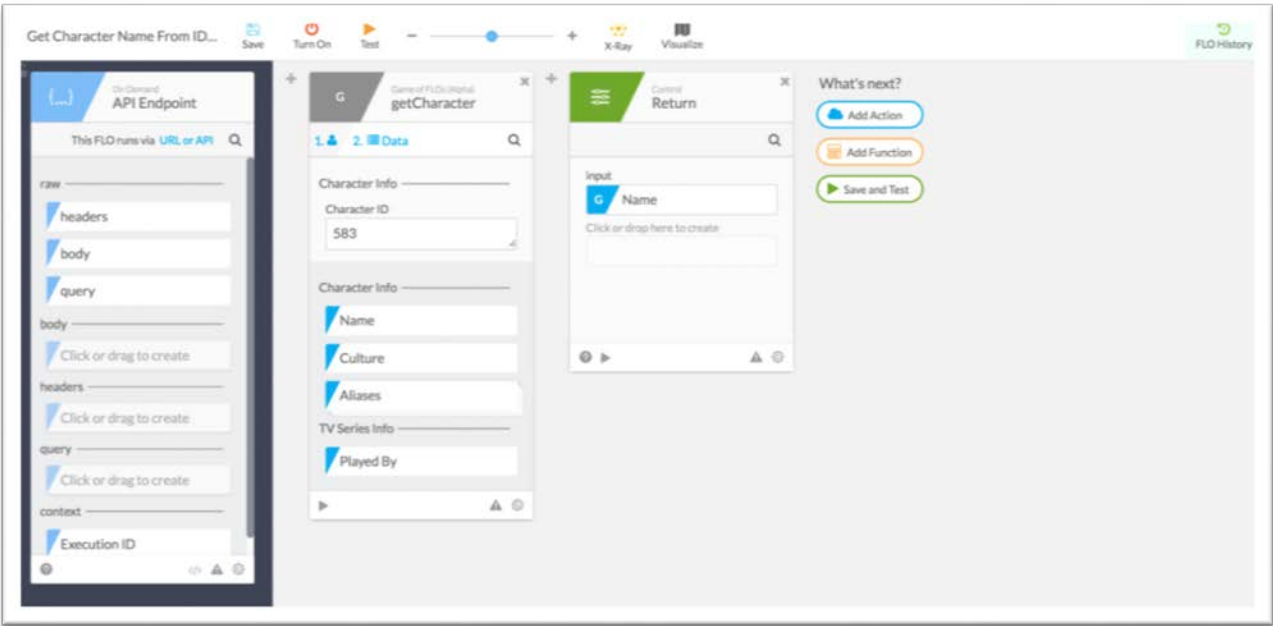 Get Character Name From ID...
Save
Turn On
Test
X-Ray
Visualize
FLO History
{...}
On Demand
API Endpoint
This FLO runs via URL or API
raw
headers
body
query
body
Click or drag to create
headers
Click or drag to create
query
Click or drag to create
context
Execution ID
G
Game of FLOs (Alpha)
getCharacter
1. 2. Data
Character Info
Character ID
583
Character Info
Name
Culture
Aliases
TV Series Info
Played By
Control
Return
input
G Name
Click or drop here to create
What's next?
Add Action
Add Function
Save and Test